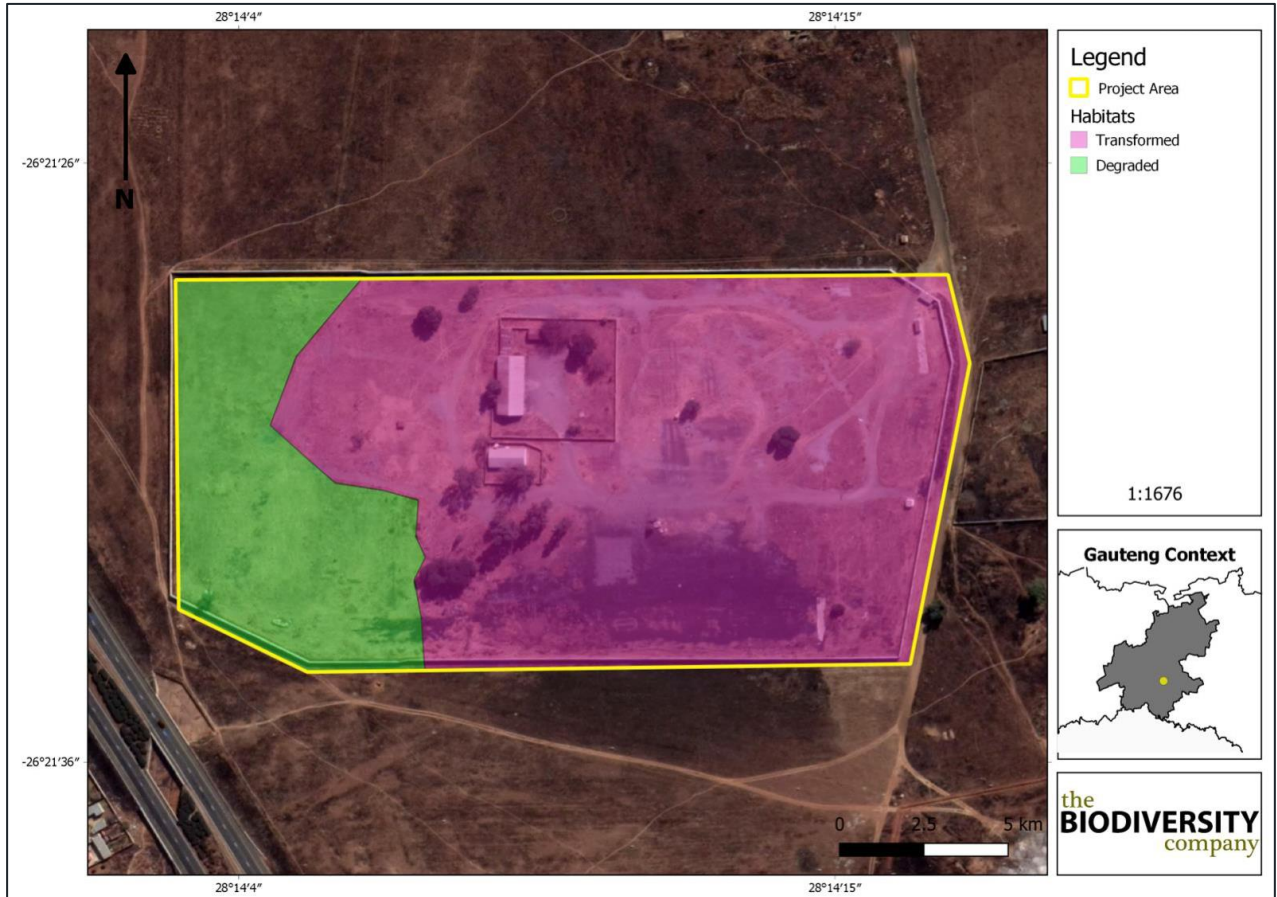 28°14′4″
28°14′15″
-26°21′26″
N
-26°21′36″
0 2.5 5 km
28°14′4″
28°14′15″
Legend
Project Area
Habitats
Transformed
Degraded
1:1676
Gauteng Context
the
BIODIVERSITY
company